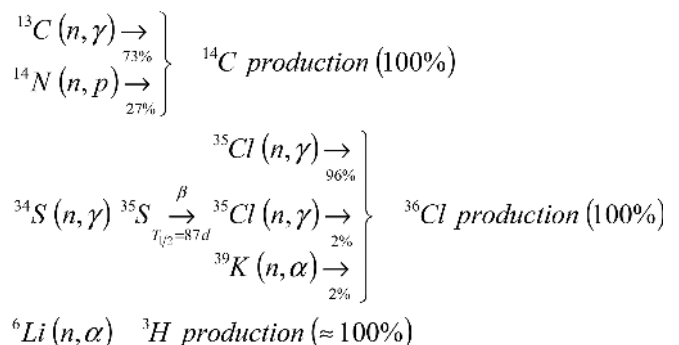 ¹³C (n,γ) → 73%
¹⁴N (n,p) → 27%
¹⁴C production (100%)
³⁵Cl (n,γ) → 96%
³⁴S (n,γ) ³⁵S β → T₁/₂=87d ³⁵Cl (n,γ) → 2%
³⁹K (n,α) → 2%
³⁶Cl production (100%)
⁶Li (n,α) ³H production (≈100%)